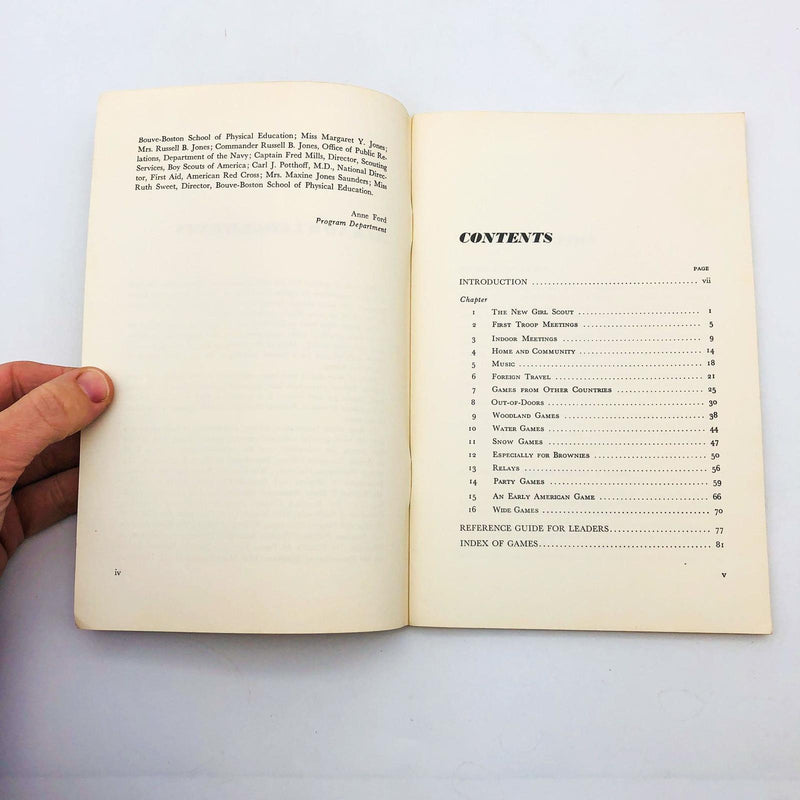 Bouve-Boston School of Physical Education; Miss Margaret Y. Jones;
Mrs. Russell B. Jones; Commander Russell B. Jones, Office of Public Re-
lations, Department of the Navy; Captain Fred Mills, Director, Scouting
Services, Boy Scouts of America; Carl J. Potthoff, M.D., National Direc-
tor, First Aid, American Red Cross; Mrs. Maxine Jones Saunders; Miss
Ruth Sweet, Director, Bouve-Boston School of Physical Education.
Anne Ford
Program Department
iv
CONTENTS
PAGE
INTRODUCTION vii
Chapter
1 The New Girl Scout 1
2 First Troop Meetings 5
3 Indoor Meetings 9
4 Home and Community 14
5 Music 18
6 Foreign Travel 21
7 Games from Other Countries 25
8 Out-of-Doors 30
9 Woodland Games 38
10 Water Games 44
11 Snow Games 47
12 Especially for Brownies 50
13 Relays 56
14 Party Games 59
15 An Early American Game 66
16 Wide Games 70
REFERENCE GUIDE FOR LEADERS 77
INDEX OF GAMES 81
v